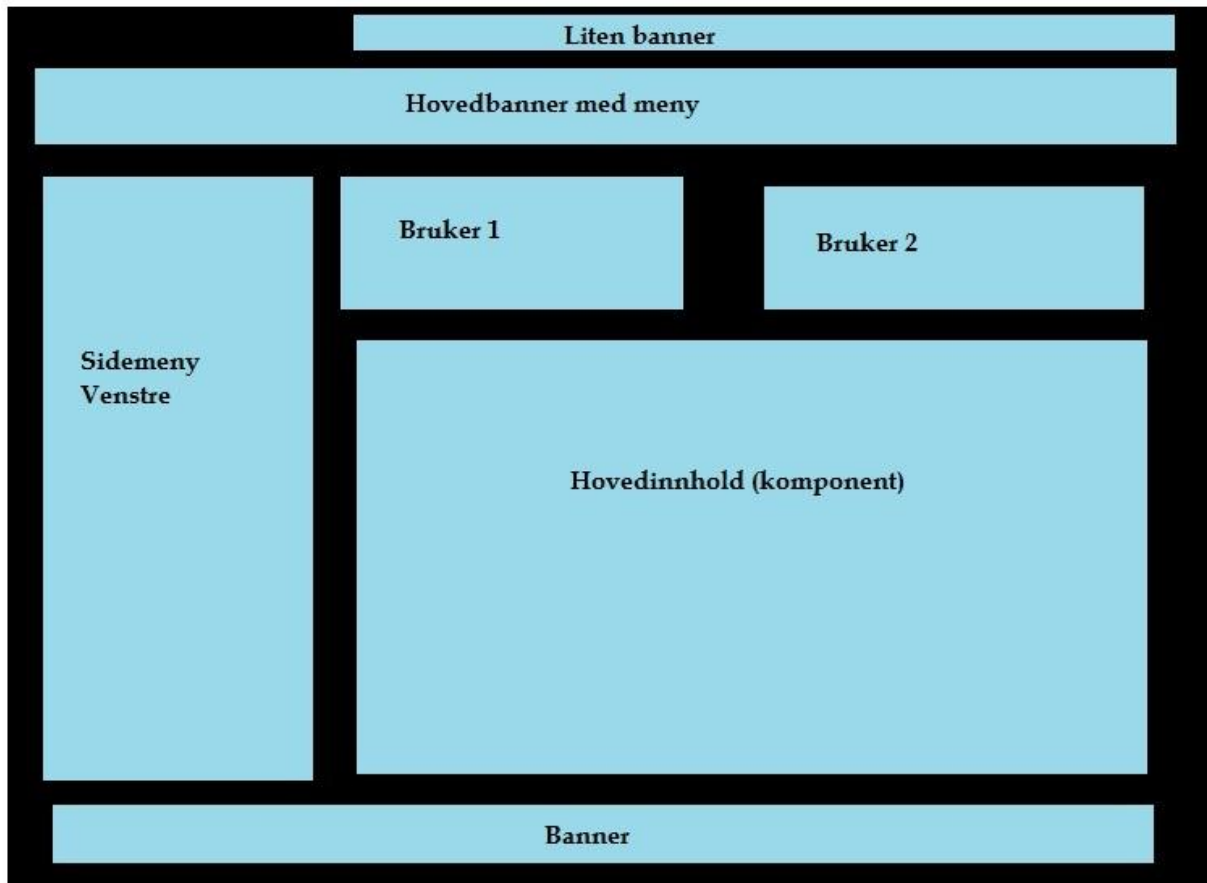 Liten banner
Hovedbanner med meny
Bruker 1
Bruker 2
Sidemeny
Venstre
Hovedinnhold (komponent)
Banner